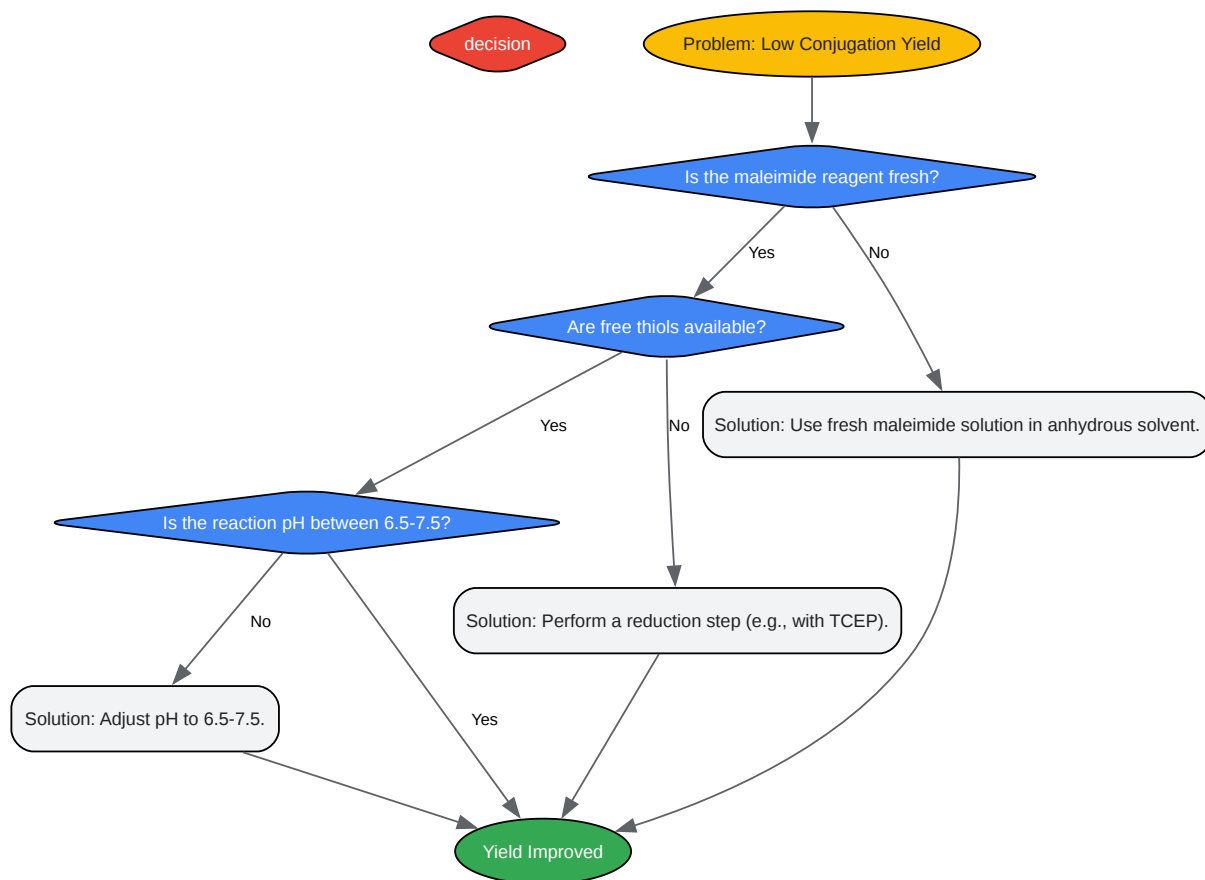 decision
Problem: Low Conjugation Yield
Is the maleimide reagent fresh?
Yes
No
Are free thiols available?
Solution: Use fresh maleimide solution in anhydrous solvent.
Yes
No
Is the reaction pH between 6.5-7.5?
Solution: Perform a reduction step (e.g., with TCEP).
No
Solution: Adjust pH to 6.5-7.5.
Yes
Yield Improved